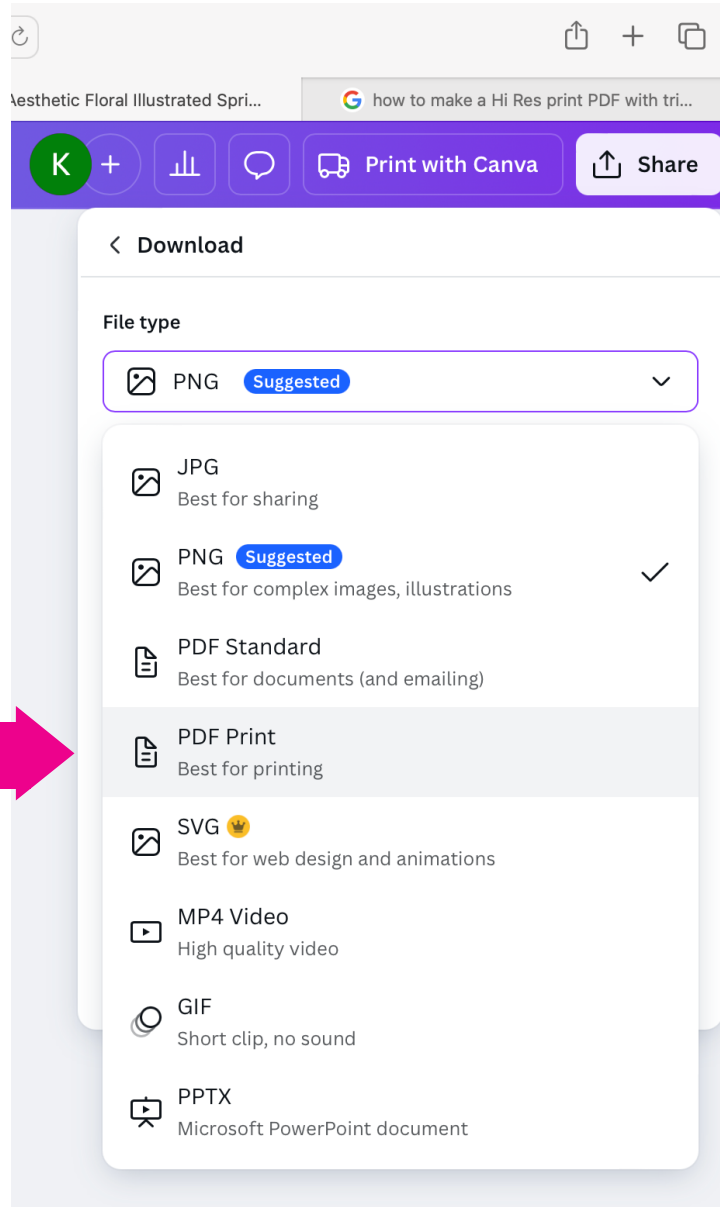 Aesthetic Floral Illustrated Spri...
how to make a Hi Res print PDF with tri...
K
Print with Canva
Share
Download
File type
PNG Suggested
JPG
Best for sharing
PNG Suggested
Best for complex images, illustrations
PDF Standard
Best for documents (and emailing)
PDF Print
Best for printing
SVG
Best for web design and animations
MP4 Video
High quality video
GIF
Short clip, no sound
PPTX
Microsoft PowerPoint document